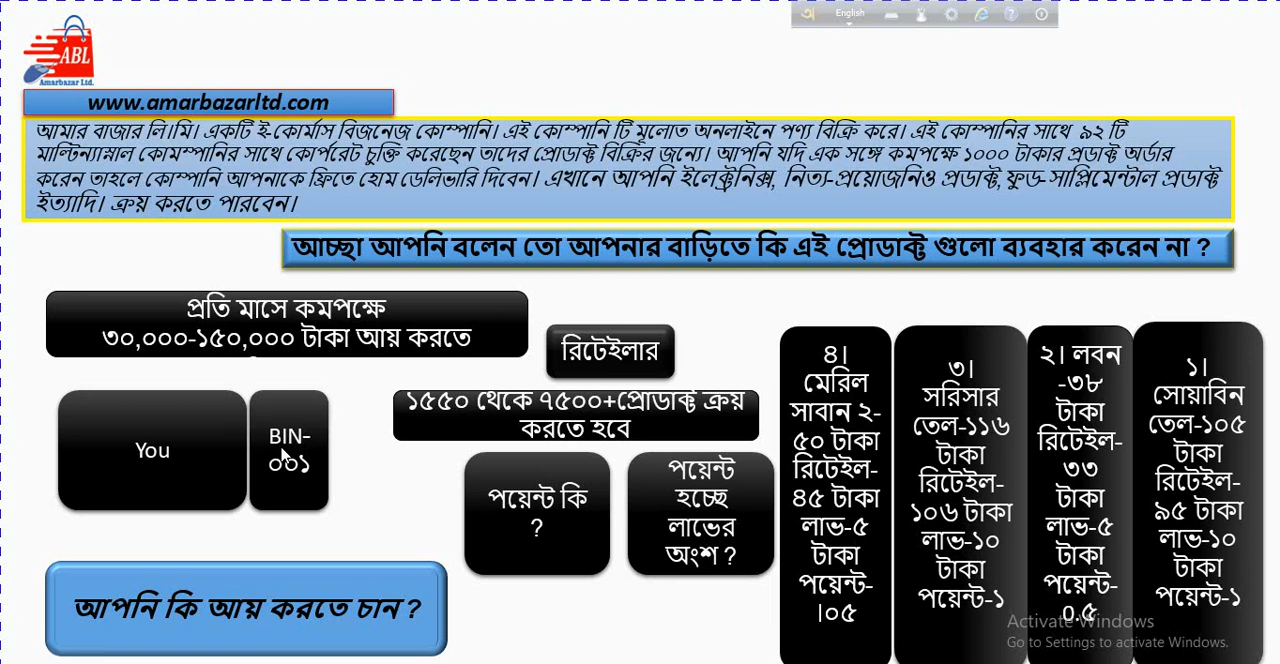 English
ABL
Amarbazar Ltd.
www.amarbazarltd.com
আমার বাজার লি।মি। একটি ই-কোর্মাস বিজনেজ কোম্পানি। এই কোম্পানি টি মূলোত অনলাইনে পণ্য বিক্রি করে। এই কোম্পানির সাথে ৯২ টি
মাল্টিন্যাস্নাল কোমম্পানির সাথে কোর্পরেট চুক্তি করেছেন তাদের প্রোডাক্ট বিক্রির জন্যে। আপনি যদি এক সঙ্গে কমপক্ষে ১০০০ টাকার প্রডাক্ট অর্ডার
করেন তাহলে কোম্পানি আপনাকে ফ্রিতে হোম ডেলিভারি দিবেন। এখানে আপনি ইলেক্ট্রনিক্স, নিত্য-প্রয়োজনিও প্রডাক্ট,ফুড-সাপ্লিমেন্টাল প্রডাক্ট
ইত্যাদি। ক্রয় করতে পারবেন।
আচ্ছা আপনি বলেন তো আপনার বাড়িতে কি এই প্রোডাক্ট গুলো ব্যবহার করেন না ?
প্রতি মাসে কমপক্ষে
৩০,০০০-১৫০,০০০ টাকা আয় করতে
রিটেইলার
You
BIN-
০০১
১৫৫০ থেকে ৭৫০০+প্রোডাক্ট ক্রয়
করতে হবে
পয়েন্ট কি
?
পয়েন্ট
হচ্ছে
লাভের
অংশ ?
৪।
মেরিল
সাবান ২-
৫০ টাকা
রিটেইল-
৪৫ টাকা
লাভ-৫
টাকা
পয়েন্ট-
।০৫
৩।
সরিসার
তেল-১১৬
টাকা
রিটেইল-
১০৬ টাকা
লাভ-১০
টাকা
পয়েন্ট-১
২। লবন
-৩৮
টাকা
রিটেইল-
৩৩
টাকা
লাভ-৫
টাকা
পয়েন্ট-
0.৫
১।
সোয়াবিন
তেল-১০৫
টাকা
রিটেইল-
৯৫ টাকা
লাভ-১০
টাকা
পয়েন্ট-১
আপনি কি আয় করতে চান ?
Activate Windows
Go to Settings to activate Windows.